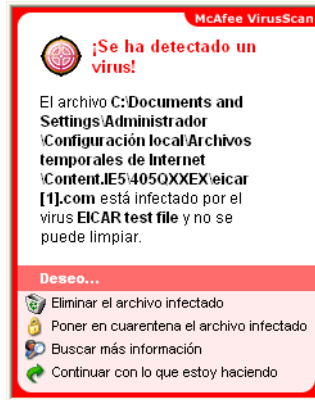 McAfee VirusScan
¡Se ha detectado un
virus!
El archivo C:\Documents and
Settings\Administrador
\Configuración local\Archivos
temporales de Internet
\Content.IE5\405QXXEX\eicar
[1].com está infectado por el
virus EICAR test file y no se
puede limpiar.
Deseo...
Eliminar el archivo infectado
Poner en cuarentena el archivo infectado
Buscar más información
Continuar con lo que estoy haciendo